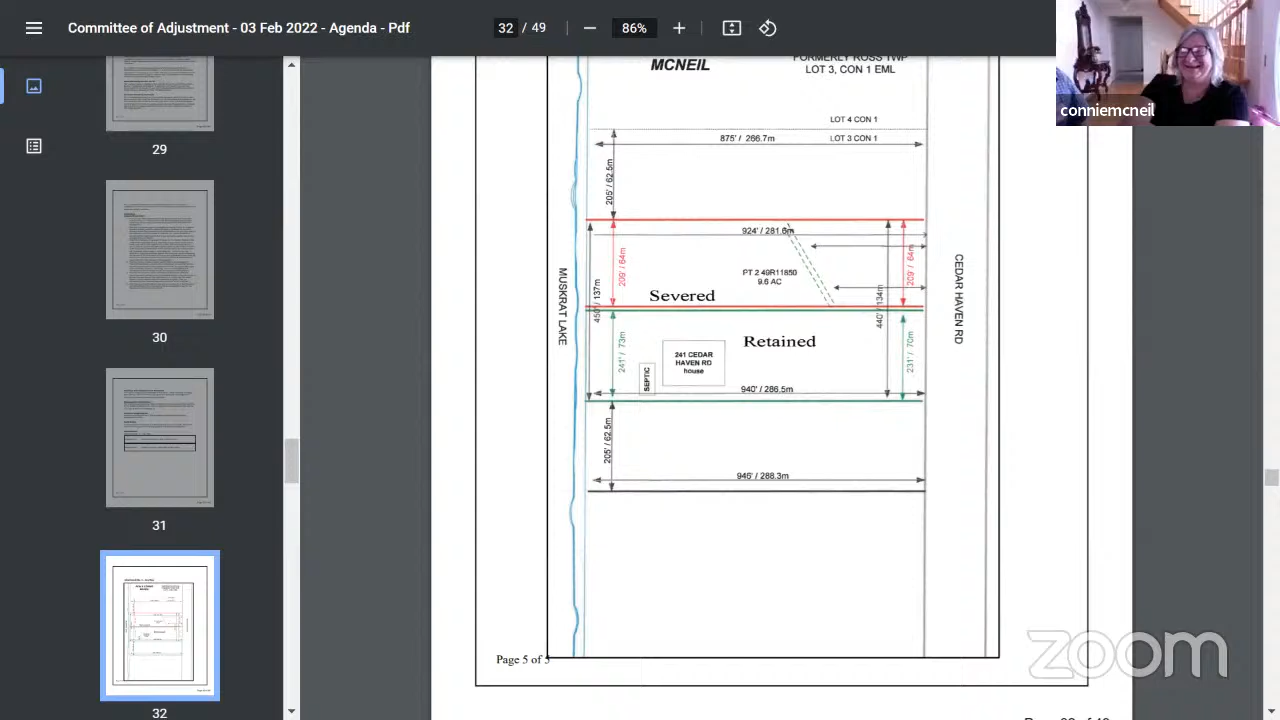 Committee of Adjustment - 03 Feb 2022 - Agenda - Pdf
32 / 49
86%
conniemcneil
29
30
31
32
MCNEIL
FORMERLY ROSS TWP
LOT 3, CON 1 EML
LOT 4 CON 1
875' / 266.7m
LOT 3 CON 1
205' / 62.5m
924' / 281.6m
209' / 64m
209' / 64m
PT 2 49R11850
9.6 AC
Severed
450' / 137m
440' / 134m
MUSKRAT LAKE
CEDAR HAVEN RD
Retained
241' / 73m
231' / 70m
241 CEDAR
HAVEN RD
house
SEPTIC
940' / 286.5m
205' / 62.5m
946' / 288.3m
Page 5 of 5
zoom